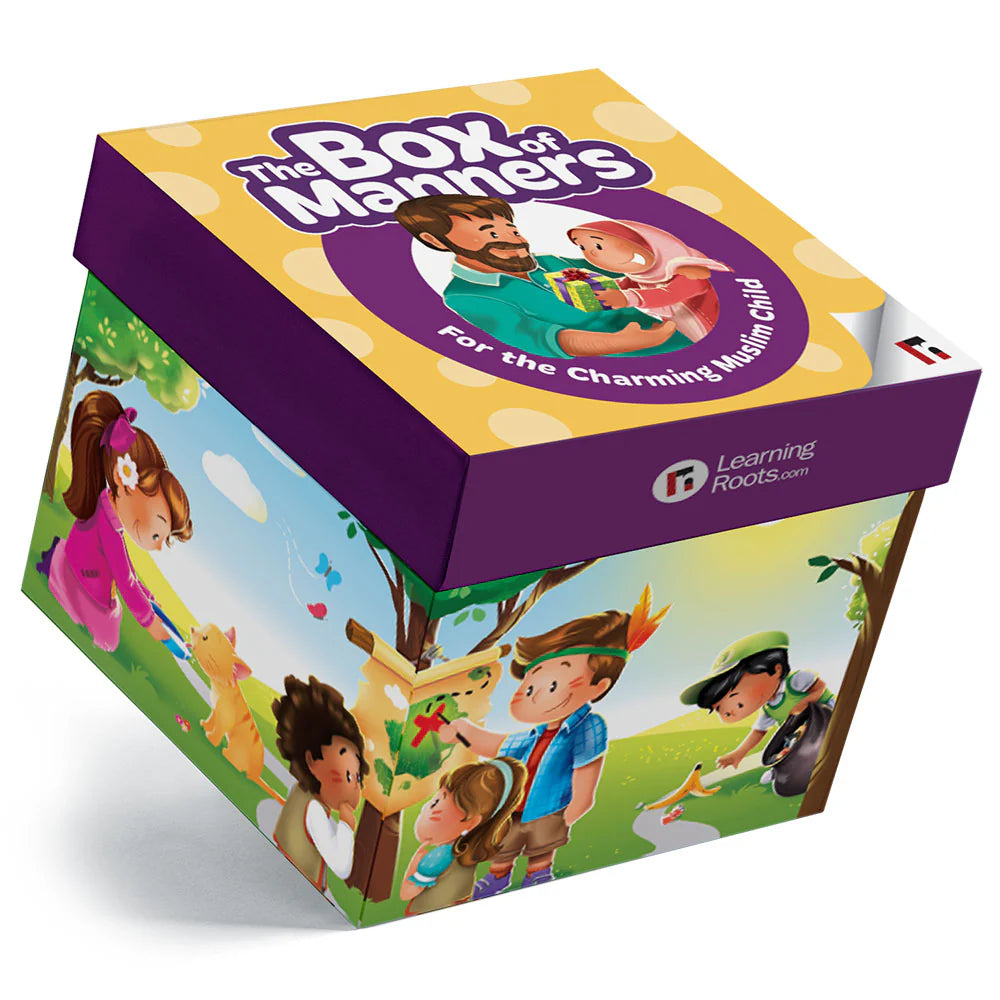 The Box of
Manners
For the Charming Muslim Child
Learning
Roots.com